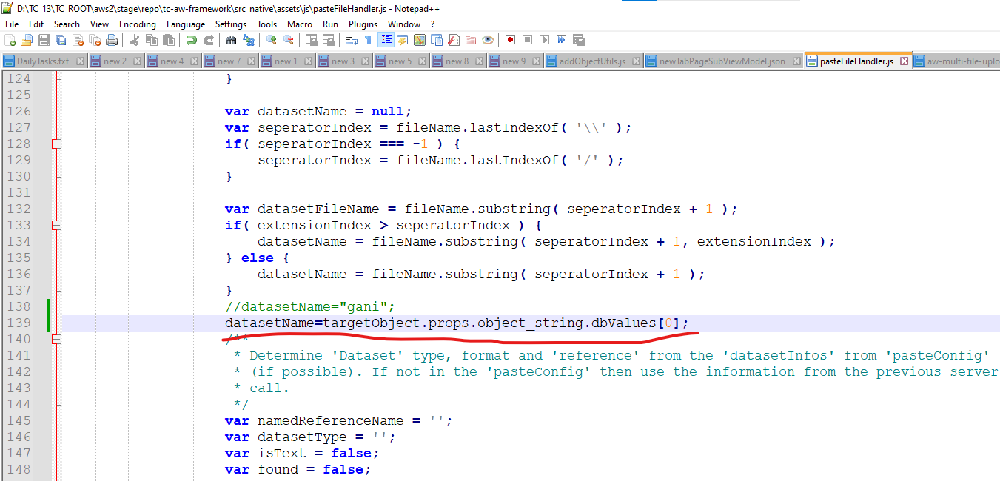 D:\TC_13\TC_ROOT\aws2\stage\repo\tc-aw-framework\src_native\assets\js\pasteFileHandler.js - Notepad++
File Edit Search View Encoding Language Settings Tools Macro Run Plugins Window ?
DailyTasks.txt new 2 new 4 new 7 new 1 new 3 new 5 new 8 new 9 addObjectUtils.js newTabPageSubViewModel.json pasteFileHandler.js aw-multi-file-uplo
124 }
125
126 var datasetName = null;
127 var seperatorIndex = fileName.lastIndexOf( '\\' );
128 if( seperatorIndex === -1 ) {
129 seperatorIndex = fileName.lastIndexOf( '/' );
130 }
131
132 var datasetFileName = fileName.substring( seperatorIndex + 1 );
133 if( extensionIndex > seperatorIndex ) {
134 datasetName = fileName.substring( seperatorIndex + 1, extensionIndex );
135 } else {
136 datasetName = fileName.substring( seperatorIndex + 1 );
137 }
138 //datasetName="gani";
139 datasetName=targetObject.props.object_string.dbValues[0];
140 /**
141 * Determine 'Dataset' type, format and 'reference' from the 'datasetInfos' from 'pasteConfig'
142 * (if possible). If not in the 'pasteConfig' then use the information from the previous server
143 * call.
144 */
145 var namedReferenceName = '';
146 var datasetType = '';
147 var isText = false;
148 var found = false;